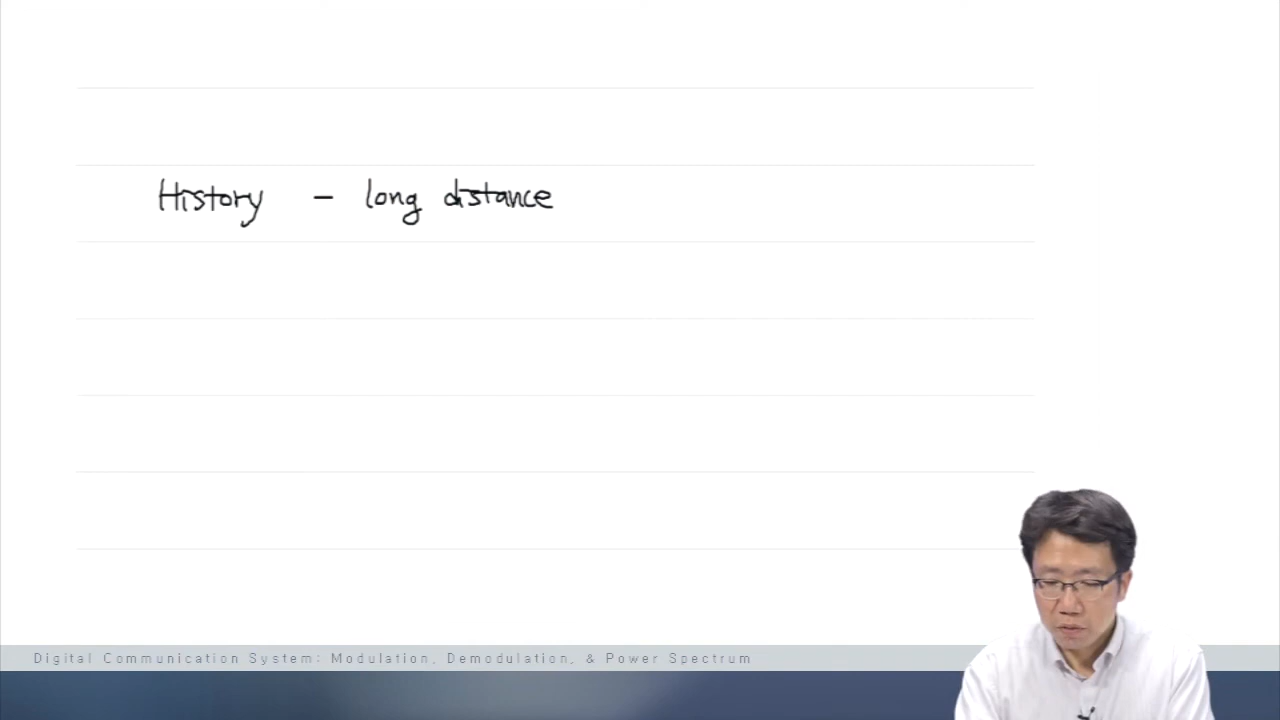 History – long distance
Digital Communication System: Modulation, Demodulation, & Power Spectrum